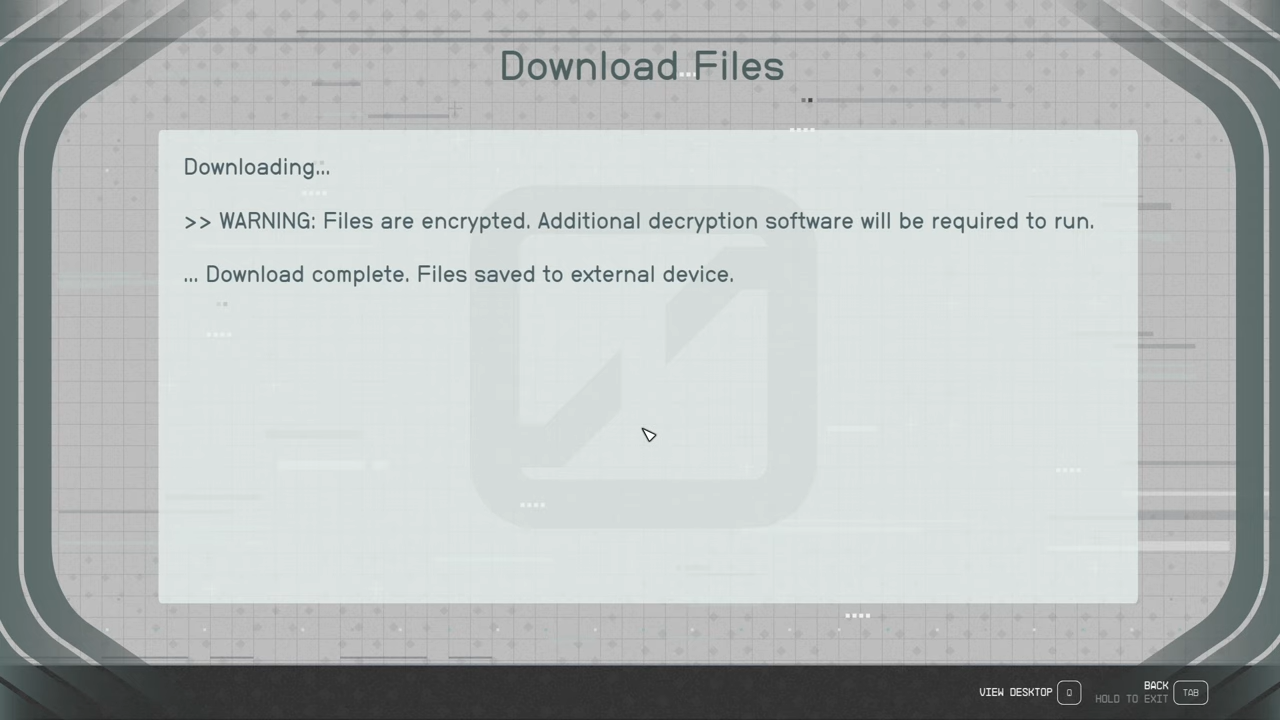 Download Files
Downloading...
>> WARNING: Files are encrypted. Additional decryption software will be required to run.
... Download complete. Files saved to external device.
VIEW DESKTOP Q
BACK
HOLD TO EXIT
TAB